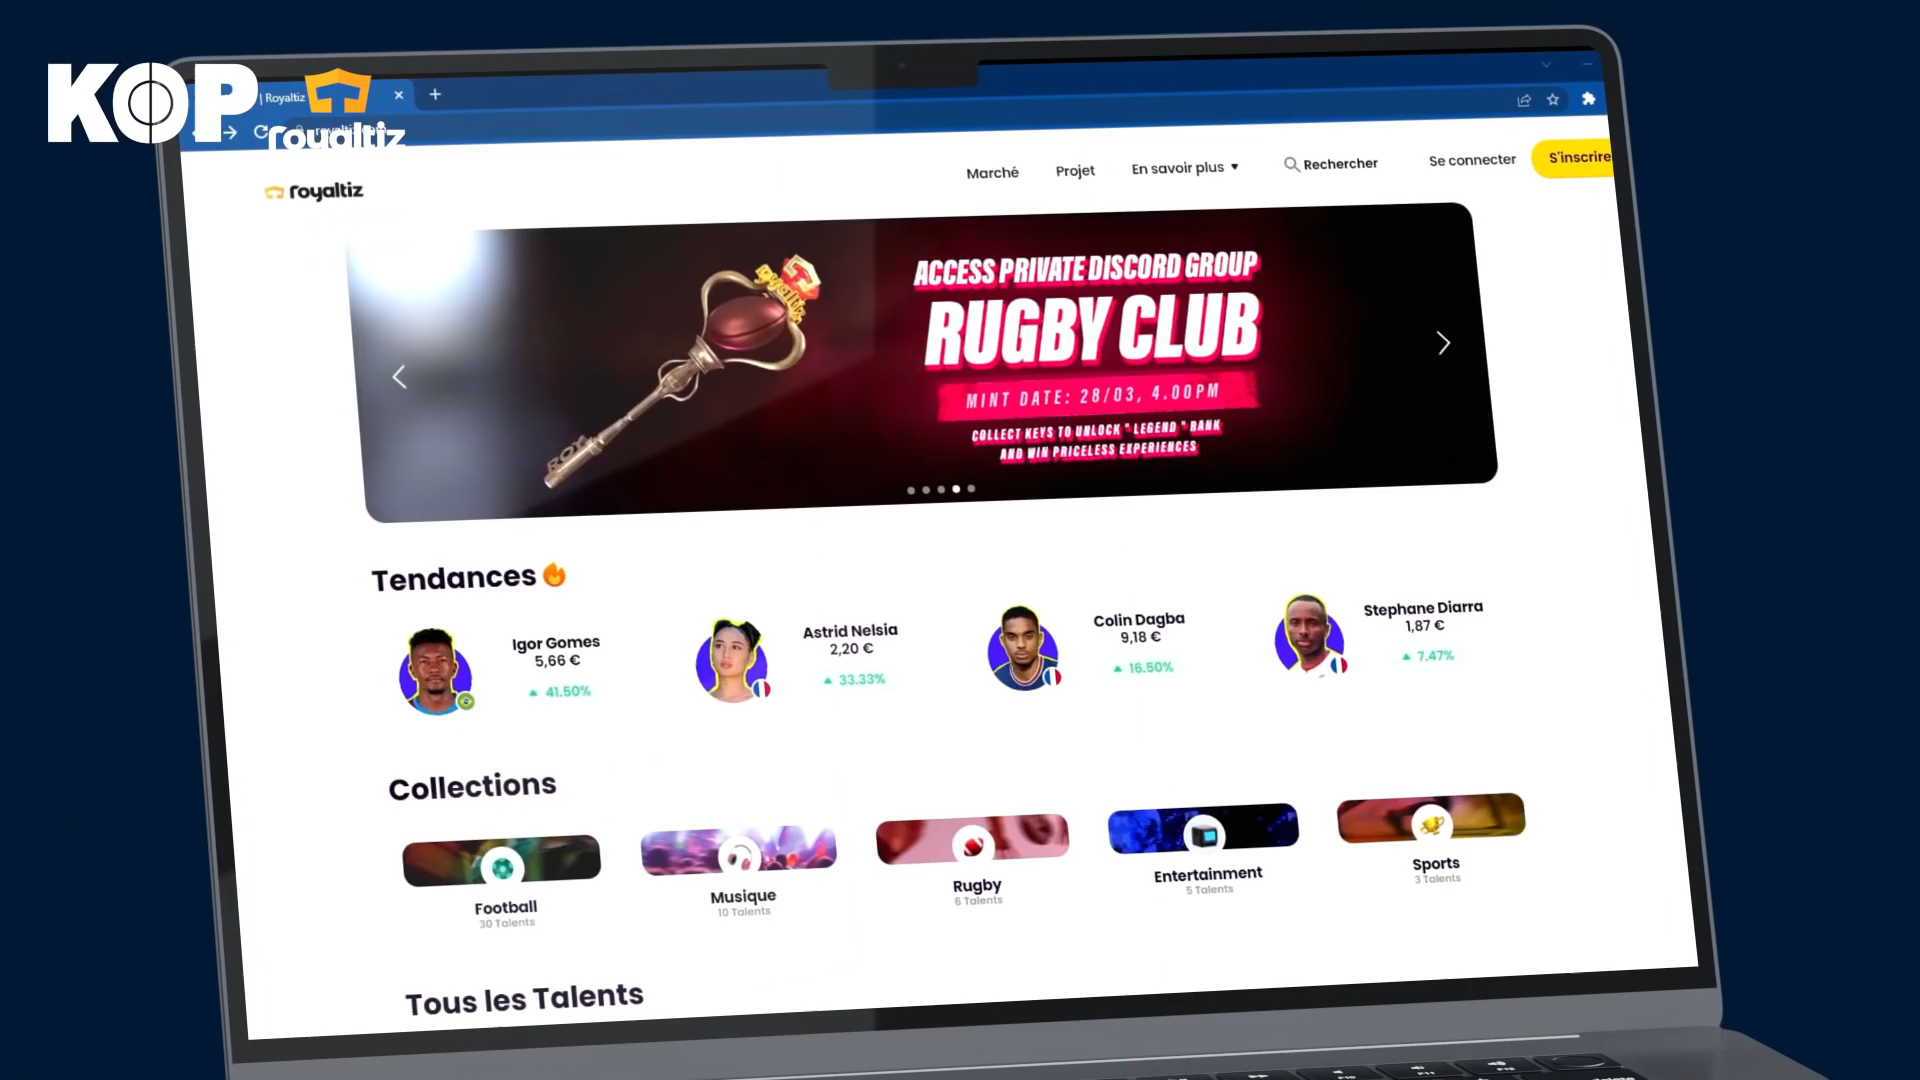 KOP
royaltiz
| Royaltiz
royaltiz
Marché
Projet
En savoir plus ▼
Rechercher
Se connecter
S'inscrire
ACCESS PRIVATE DISCORD GROUP
RUGBY CLUB
MINT DATE: 28/03, 4.00PM
COLLECT KEYS TO UNLOCK " LEGEND " RANK
AND WIN PRICELESS EXPERIENCES
royaltiz
ROY
Tendances
Igor Gomes
5,66 €
▲ 41.50%
Astrid Nelsia
2,20 €
▲ 33.33%
Colin Dagba
9,18 €
▲ 16.50%
Stephane Diarra
1,87 €
▲ 7.47%
Collections
Football
30 Talents
Musique
10 Talents
Rugby
6 Talents
Entertainment
5 Talents
Sports
3 Talents
Tous les Talents